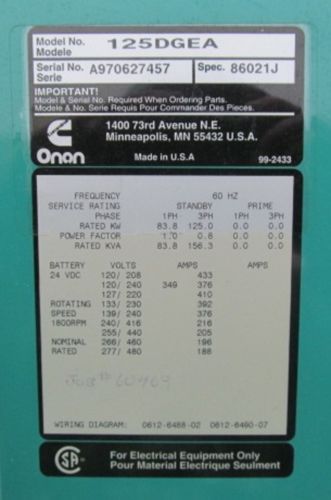 Model No. 125DGEA
Modele
Serial No. A970627457 Spec. 86021J
Serie
IMPORTANT!
Model & Serial No. Required When Ordering Parts.
Modele & No. Serie Requis Pour Commander Des Pieces.
1400 73rd Avenue N.E.
Minneapolis, MN 55432 U.S.A.
Onan Made in U.S.A 99-2433
FREQUENCY 60 HZ
SERVICE RATING STANDBY PRIME
PHASE 1PH 3PH 1PH 3PH
RATED KW 83.8 125.0 0.0 0.0
POWER FACTOR 1.0 0.8 0.0 0.0
RATED KVA 83.8 156.3 0.0 0.0
BATTERY VOLTS AMPS AMPS
24 VDC 120/ 208 433
120/ 240 349 376
127/ 220 410
ROTATING 133/ 230 392
SPEED 139/ 240 376
1800RPM 240/ 416 216
255/ 440 205
NOMINAL 266/ 460 196
RATED 277/ 480 188
JOB # 60469
WIRING DIAGRAM: 0612-6488-02 0612-6490-07
CSA
For Electrical Equipment Only
Pour Material Electrique Seulment